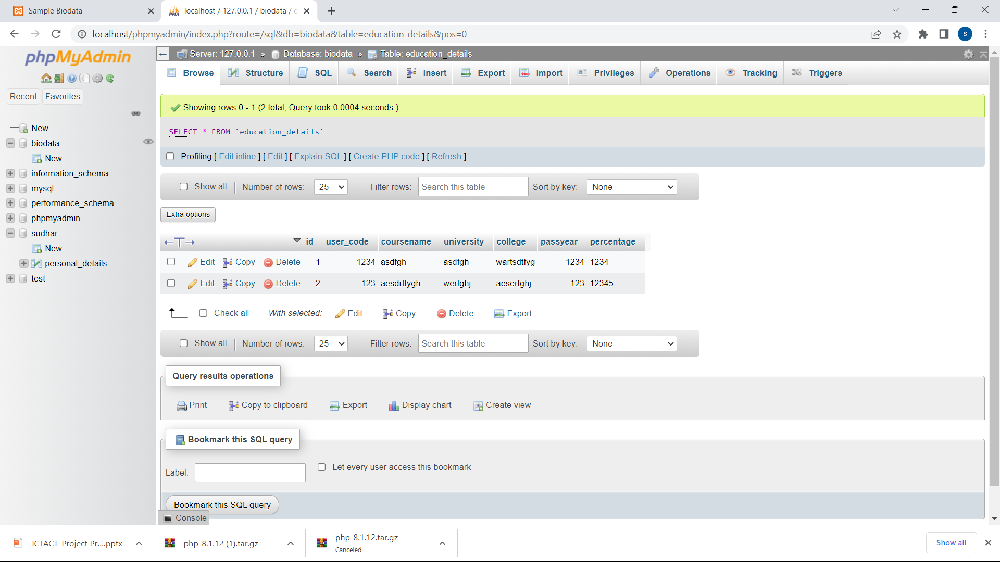 Sample Biodata
localhost / 127.0.0.1 / biodata / e
localhost/phpmyadmin/index.php?route=/sql&db=biodata&table=education_details&pos=0
S
phpMyAdmin
Recent Favorites
New
biodata
New
information_schema
mysql
performance_schema
phpmyadmin
sudhar
New
personal_details
test
Server: 127.0.0.1 » Database: biodata » Table: education_details
Browse Structure SQL Search Insert Export Import Privileges Operations Tracking Triggers
Showing rows 0 - 1 (2 total, Query took 0.0004 seconds.)
SELECT * FROM `education_details`
Profiling [ Edit inline ] [ Edit ] [ Explain SQL ] [ Create PHP code ] [ Refresh ]
Show all Number of rows: 25 Filter rows: Search this table Sort by key: None
Extra options
←T→ id user_code coursename university college passyear percentage
Edit Copy Delete 1 1234 asdfgh asdfgh wartsdtfyg 1234 1234
Edit Copy Delete 2 123 aesdrtfygh wertghj aesertghj 123 12345
Check all With selected: Edit Copy Delete Export
Show all Number of rows: 25 Filter rows: Search this table Sort by key: None
Query results operations
Print Copy to clipboard Export Display chart Create view
Bookmark this SQL query
Label: Let every user access this bookmark
Bookmark this SQL query
Console
ICTACT-Project Pr....pptx
php-8.1.12 (1).tar.gz
php-8.1.12.tar.gz
Canceled
Show all